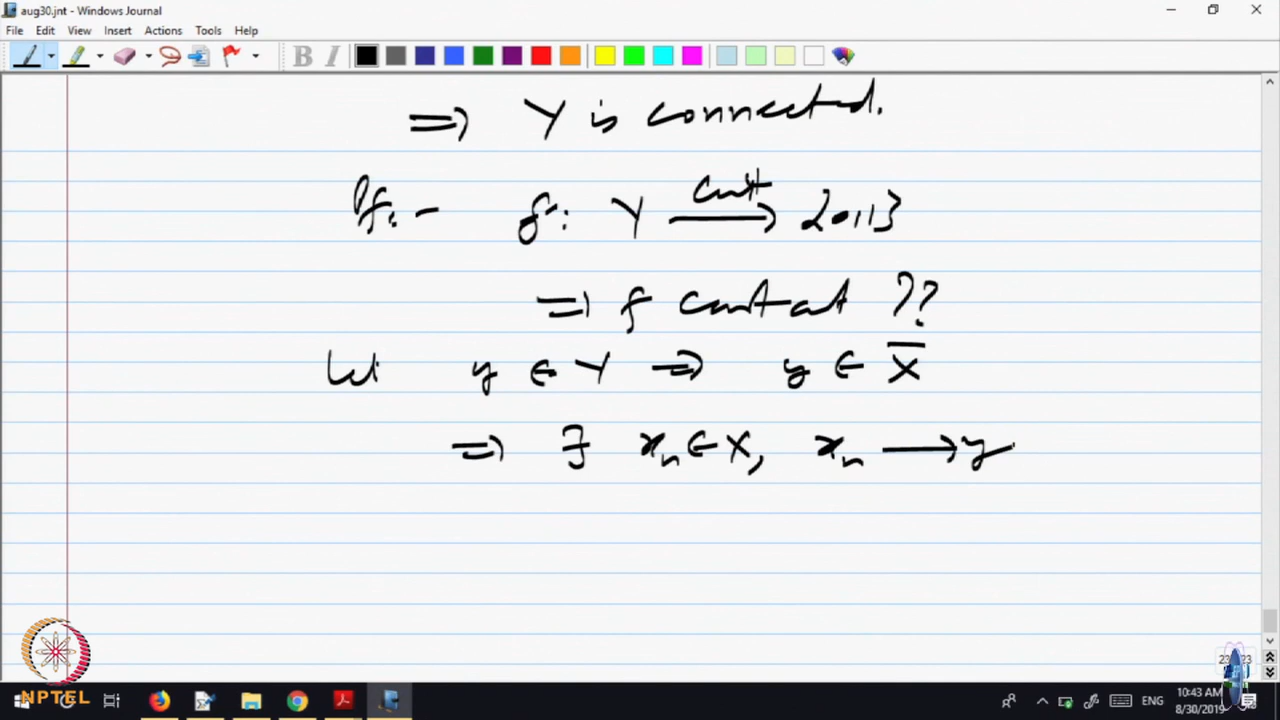 aug30.jnt - Windows Journal
File Edit View Insert Actions Tools Help
B I
⇒ Y is connected.
Pf: - f: Y cont→ {0,1}
⇒ f constant ??
Let y ∈ Y ⇒ y ∈ X̅
⇒ ∃ xₙ ∈ X, xₙ → y
NPTEL
ENG
10:43 AM
8/30/2019